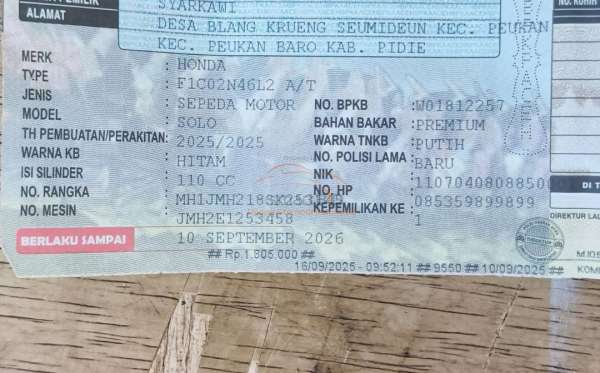 SYARKAWI
ALAMAT
DESA BLANG KRUENG SEUMIDEUN KEC. PEUKAN
KEC. PEUKAN BARO KAB. PIDIE
MERK : HONDA
TYPE : F1C02N46L2 A/T
JENIS : SEPEDA MOTOR
MODEL : SOLO
TH PEMBUATAN/PERAKITAN : 2025/2025
WARNA KB : HITAM
ISI SILINDER : 110 CC
NO. RANGKA
NO. MESIN : JMH2E1253458
NO. BPKB : W01812257
BAHAN BAKAR : PREMIUM
WARNA TNKB : PUTIH
NO. POLISI LAMA :
NIK : BARU
NO. HP
KEPEMILIKAN KE : 085359899899
1
BERLAKU SAMPAI : 10 SEPTEMBER 2026
## Rp.1.805.000 ##
16/09/2025 - 09:52:11 ## 9550 ## 10/09/2025 ##
DI T
DIREKTUR LAL